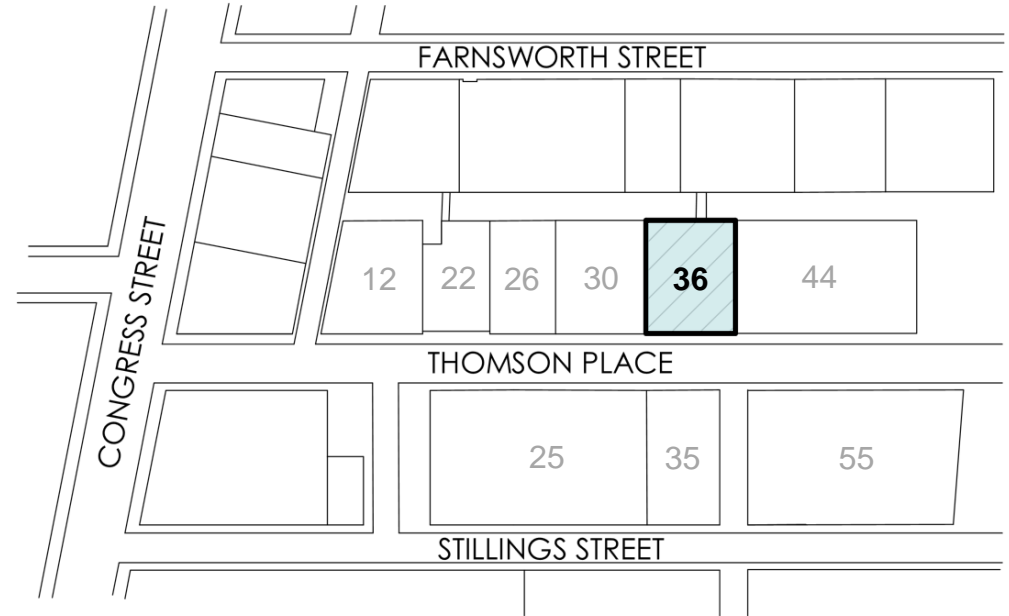 FARNSWORTH STREET
CONGRESS STREET
12
22
26
30
36
44
THOMSON PLACE
25
35
55
STILLINGS STREET